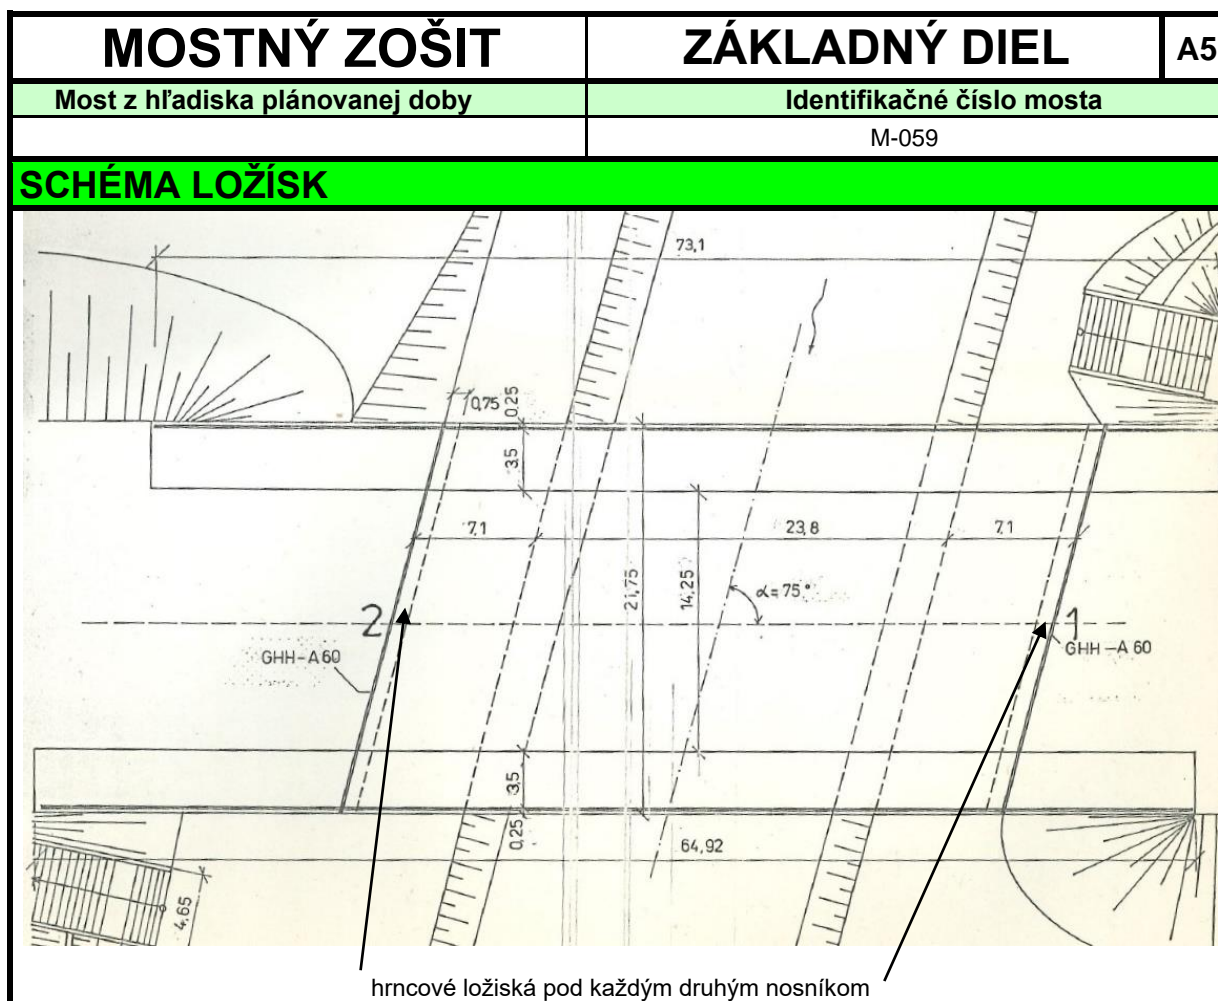 MOSTNÝ ZOŠIT ZÁKLADNÝ DIEL A5
Most z hľadiska plánovanej doby Identifikačné číslo mosta
M-059
SCHÉMA LOŽÍSK
73,1
0,75 0,25
3,5
7,1 23,8 7,1
21,75 14,25 α=75°
2 1
GHH-A60 GHH-A 60
3,5
0,25 64,92
4,65
hrncové ložiská pod každým druhým nosníkom